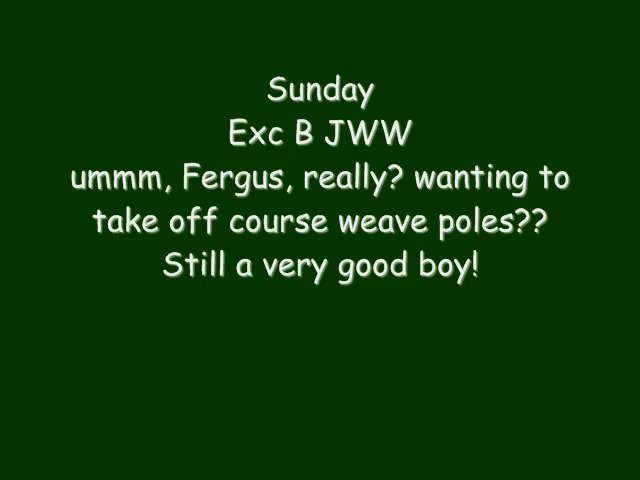 Sunday
Exc B JWW
ummm, Fergus, really? wanting to
take off course weave poles??
Still a very good boy!